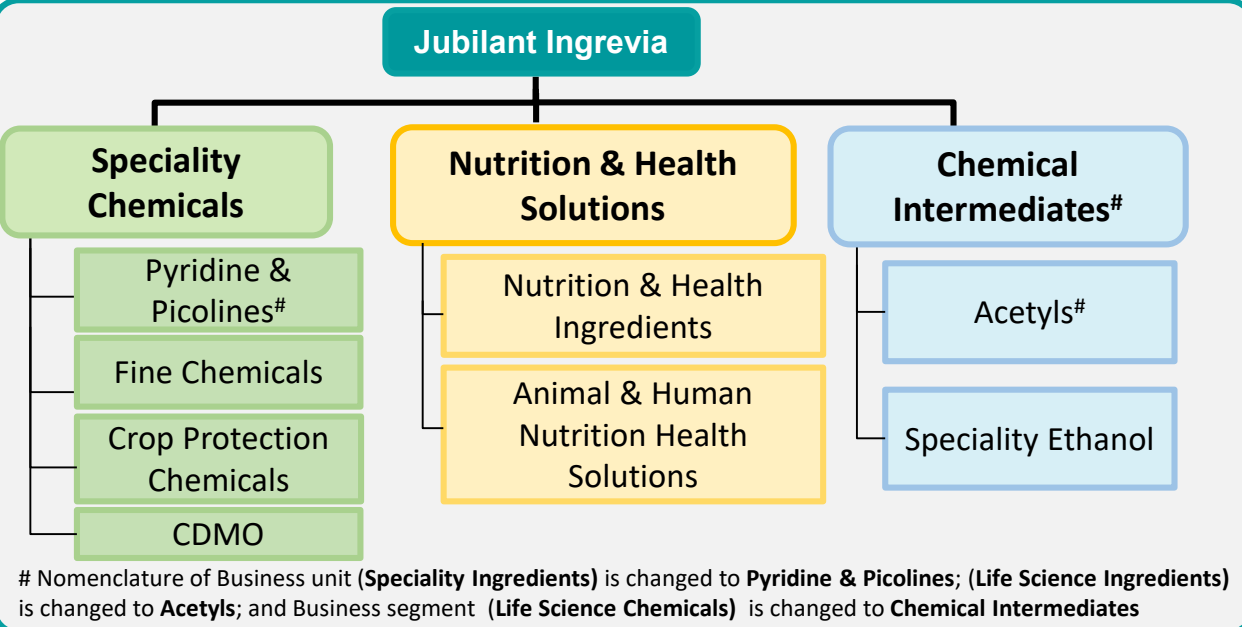 Jubilant Ingrevia
Speciality
Chemicals
Pyridine &
Picolines#
Fine Chemicals
Crop Protection
Chemicals
CDMO
Nutrition & Health
Solutions
Nutrition & Health
Ingredients
Animal & Human
Nutrition Health
Solutions
Chemical
Intermediates#
Acetyls#
Speciality Ethanol
# Nomenclature of Business unit (Speciality Ingredients) is changed to Pyridine & Picolines; (Life Science Ingredients)
is changed to Acetyls; and Business segment (Life Science Chemicals) is changed to Chemical Intermediates